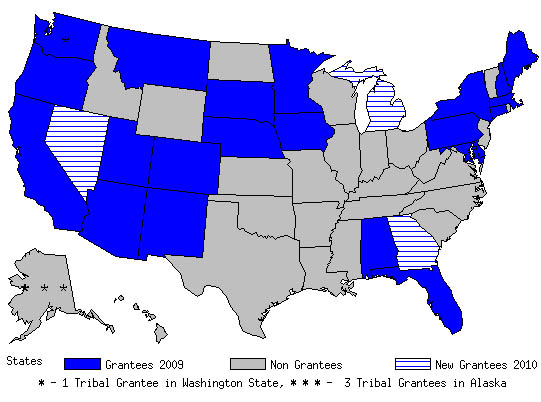 States
Grantees 2009
Non Grantees
New Grantees 2010
* - 1 Tribal Grantee in Washington State, * * * - 3 Tribal Grantees in Alaska